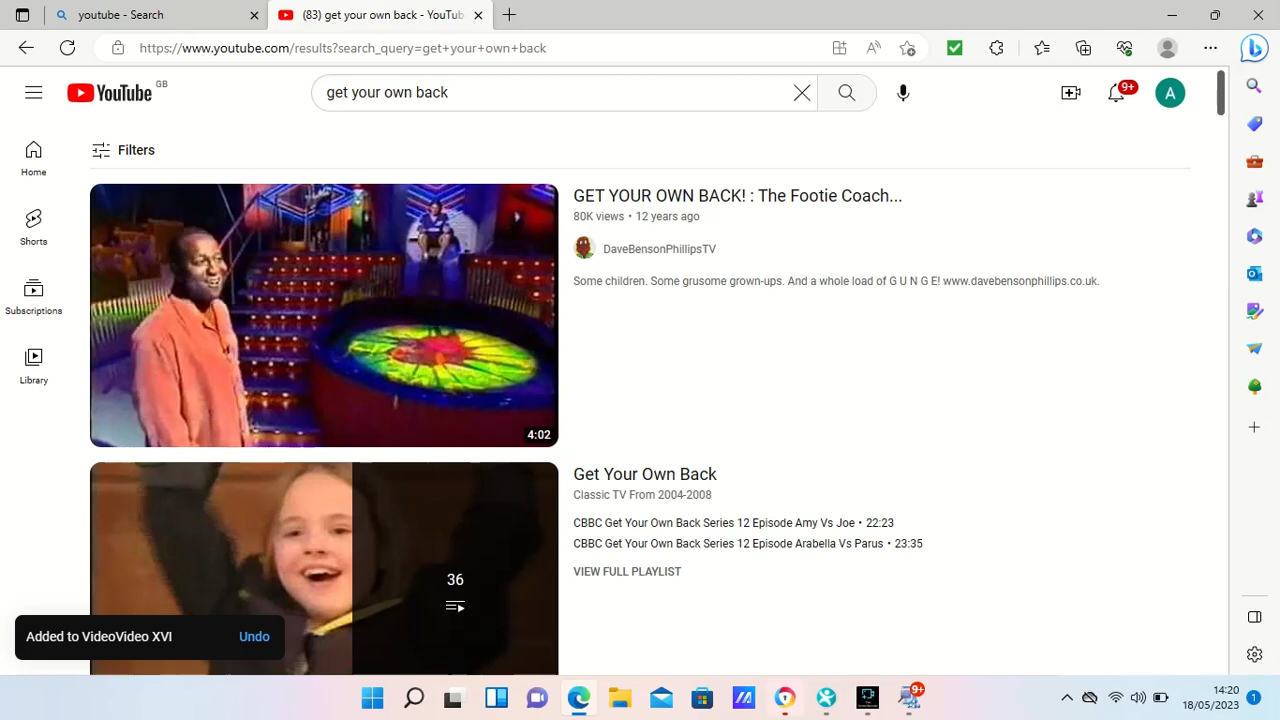 youtube - Search
(83) get your own back - YouTub
https://www.youtube.com/results?search_query=get+your+own+back
YouTube GB
get your own back
9+
A
Filters
Home
Shorts
Subscriptions
Library
4:02
GET YOUR OWN BACK! : The Footie Coach...
80K views • 12 years ago
DaveBensonPhillipsTV
Some children. Some grusome grown-ups. And a whole load of G U N G E! www.davebensonphillips.co.uk.
36
Get Your Own Back
Classic TV From 2004-2008
CBBC Get Your Own Back Series 12 Episode Amy Vs Joe • 22:23
CBBC Get Your Own Back Series 12 Episode Arabella Vs Parus • 23:35
VIEW FULL PLAYLIST
Added to VideoVideo XVI Undo
9+
14:20
18/05/2023
1